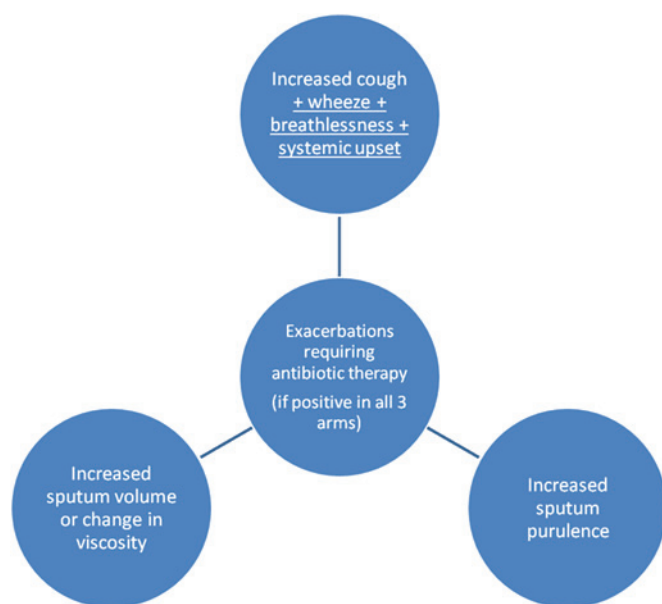 Increased cough
+ wheeze +
breathlessness +
systemic upset
Exacerbations
requiring
antibiotic therapy
(if positive in all 3
arms)
Increased
sputum volume
or change in
viscosity
Increased
sputum
purulence